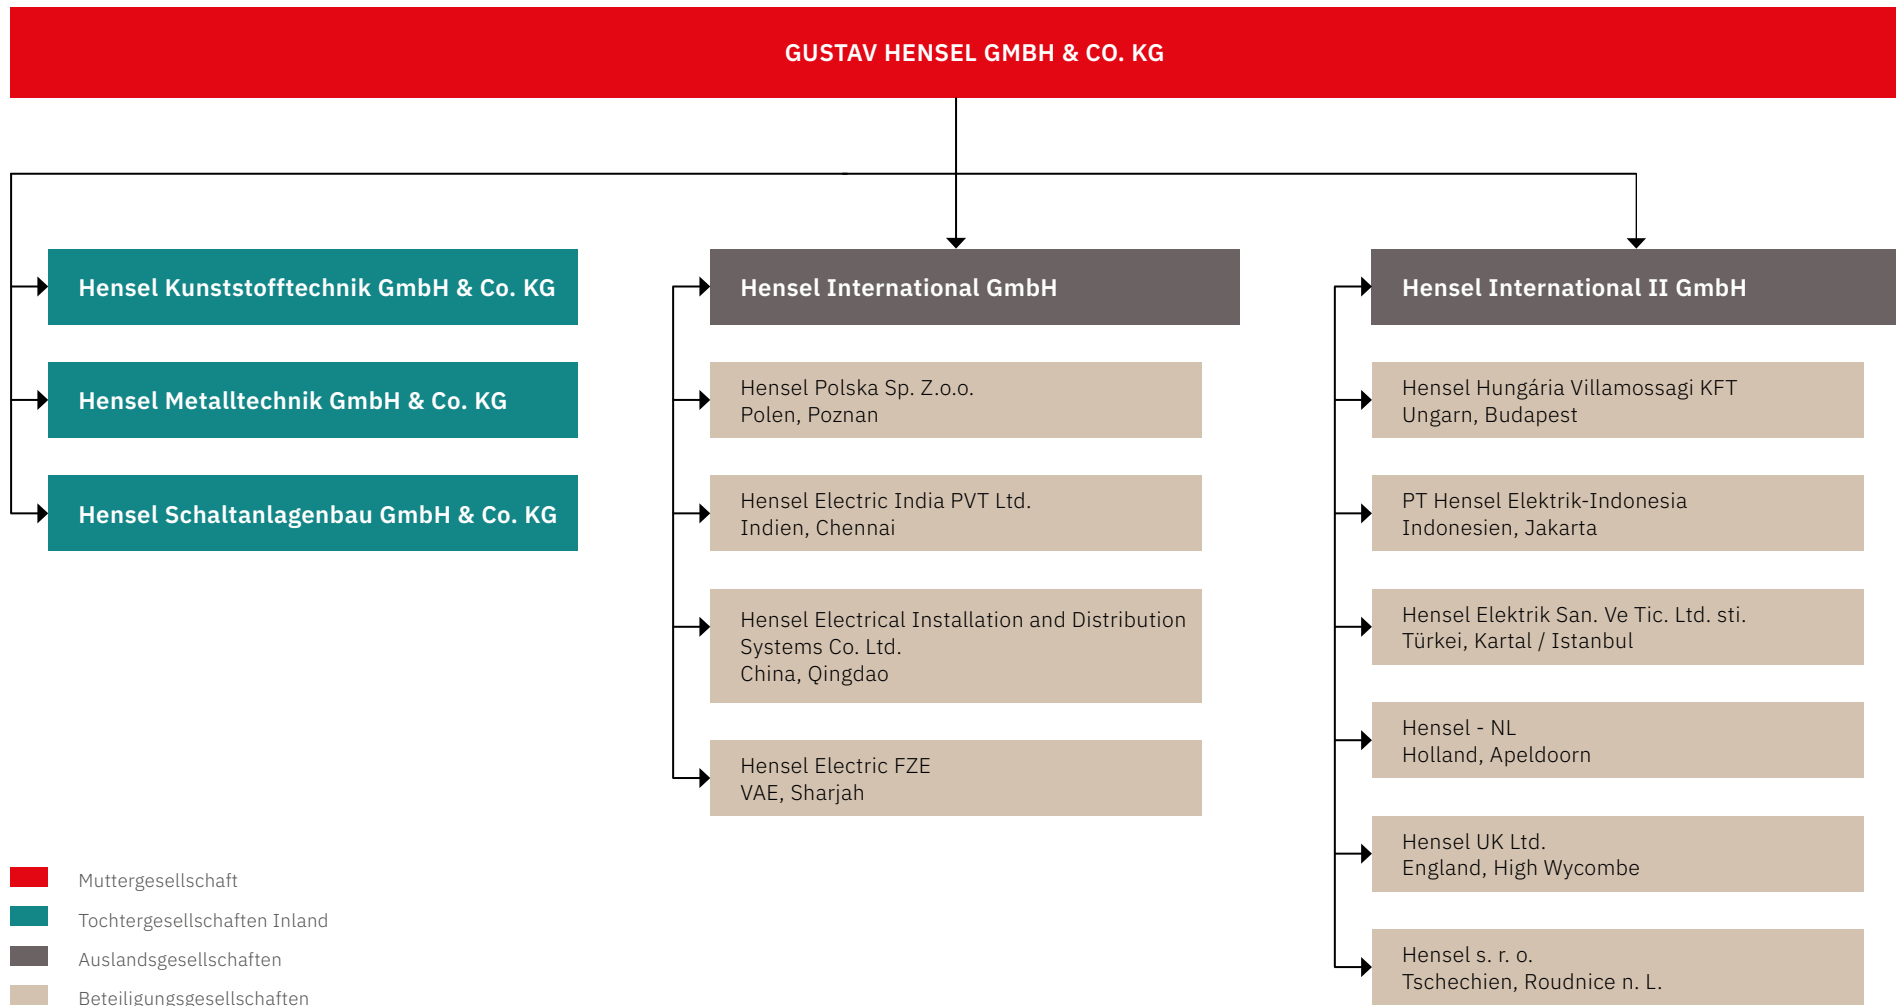 GUSTAV HENSEL GMBH & CO. KG
Hensel Kunststofftechnik GmbH & Co. KG
Hensel Metalltechnik GmbH & Co. KG
Hensel Schaltanlagenbau GmbH & Co. KG
Hensel International GmbH
Hensel Polska Sp. Z.o.o.
Polen, Poznan
Hensel Electric India PVT Ltd.
Indien, Chennai
Hensel Electrical Installation and Distribution
Systems Co. Ltd.
China, Qingdao
Hensel Electric FZE
VAE, Sharjah
Hensel International II GmbH
Hensel Hungária Villamossagi KFT
Ungarn, Budapest
PT Hensel Elektrik-Indonesia
Indonesien, Jakarta
Hensel Elektrik San. Ve Tic. Ltd. sti.
Türkei, Kartal / Istanbul
Hensel - NL
Holland, Apeldoorn
Hensel UK Ltd.
England, High Wycombe
Hensel s. r. o.
Tschechien, Roudnice n. L.
Muttergesellschaft
Tochtergesellschaften Inland
Auslandsgesellschaften
Beteiligungsgesellschaften